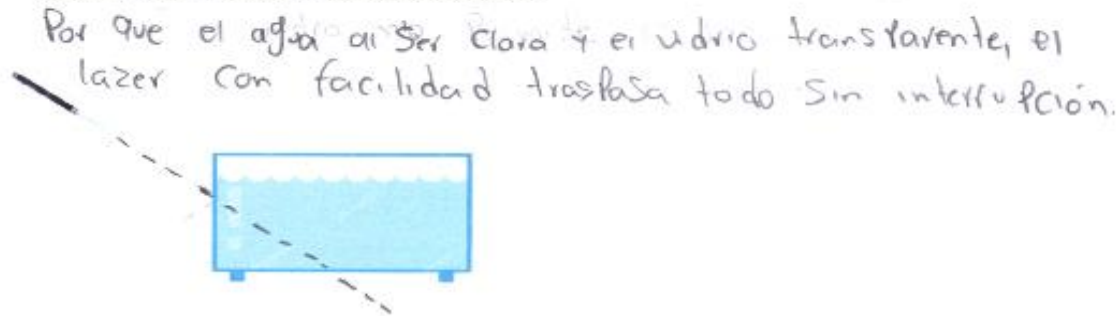 Por que el agua al ser clara y el vidrio transparente, el
lazer con facilidad traspasa todo sin interrupción.